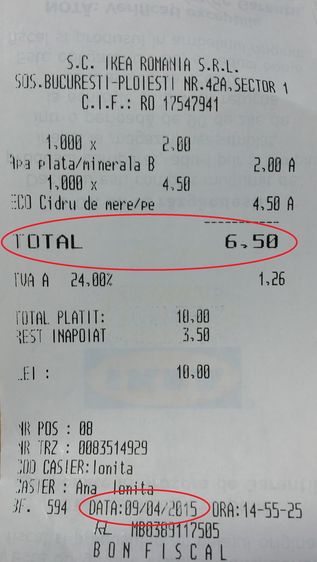 S.C. IKEA ROMANIA S.R.L.
SOS.BUCURESTI-PLOIESTI NR.42A.SECTOR 1
C.I.F.: RO 17547941
1,000 x 2,00
Apa plata/minerala B 2,00 A
1,000 x 4,50
ECO Cidru de mere/pe 4,50 A
TOTAL 6,50
TVA A 24,00% 1,26
TOTAL PLATIT: 10,00
REST INAPOIAT 3,50
LEI : 10,00
NR POS : 08
NR TRZ : 0083514929
COD CASIER:Ionita
CASIER : Ana Ionita
BF. 594 DATA:09/04/2015 ORA:14-55-25
MB0389117505
BON FISCAL